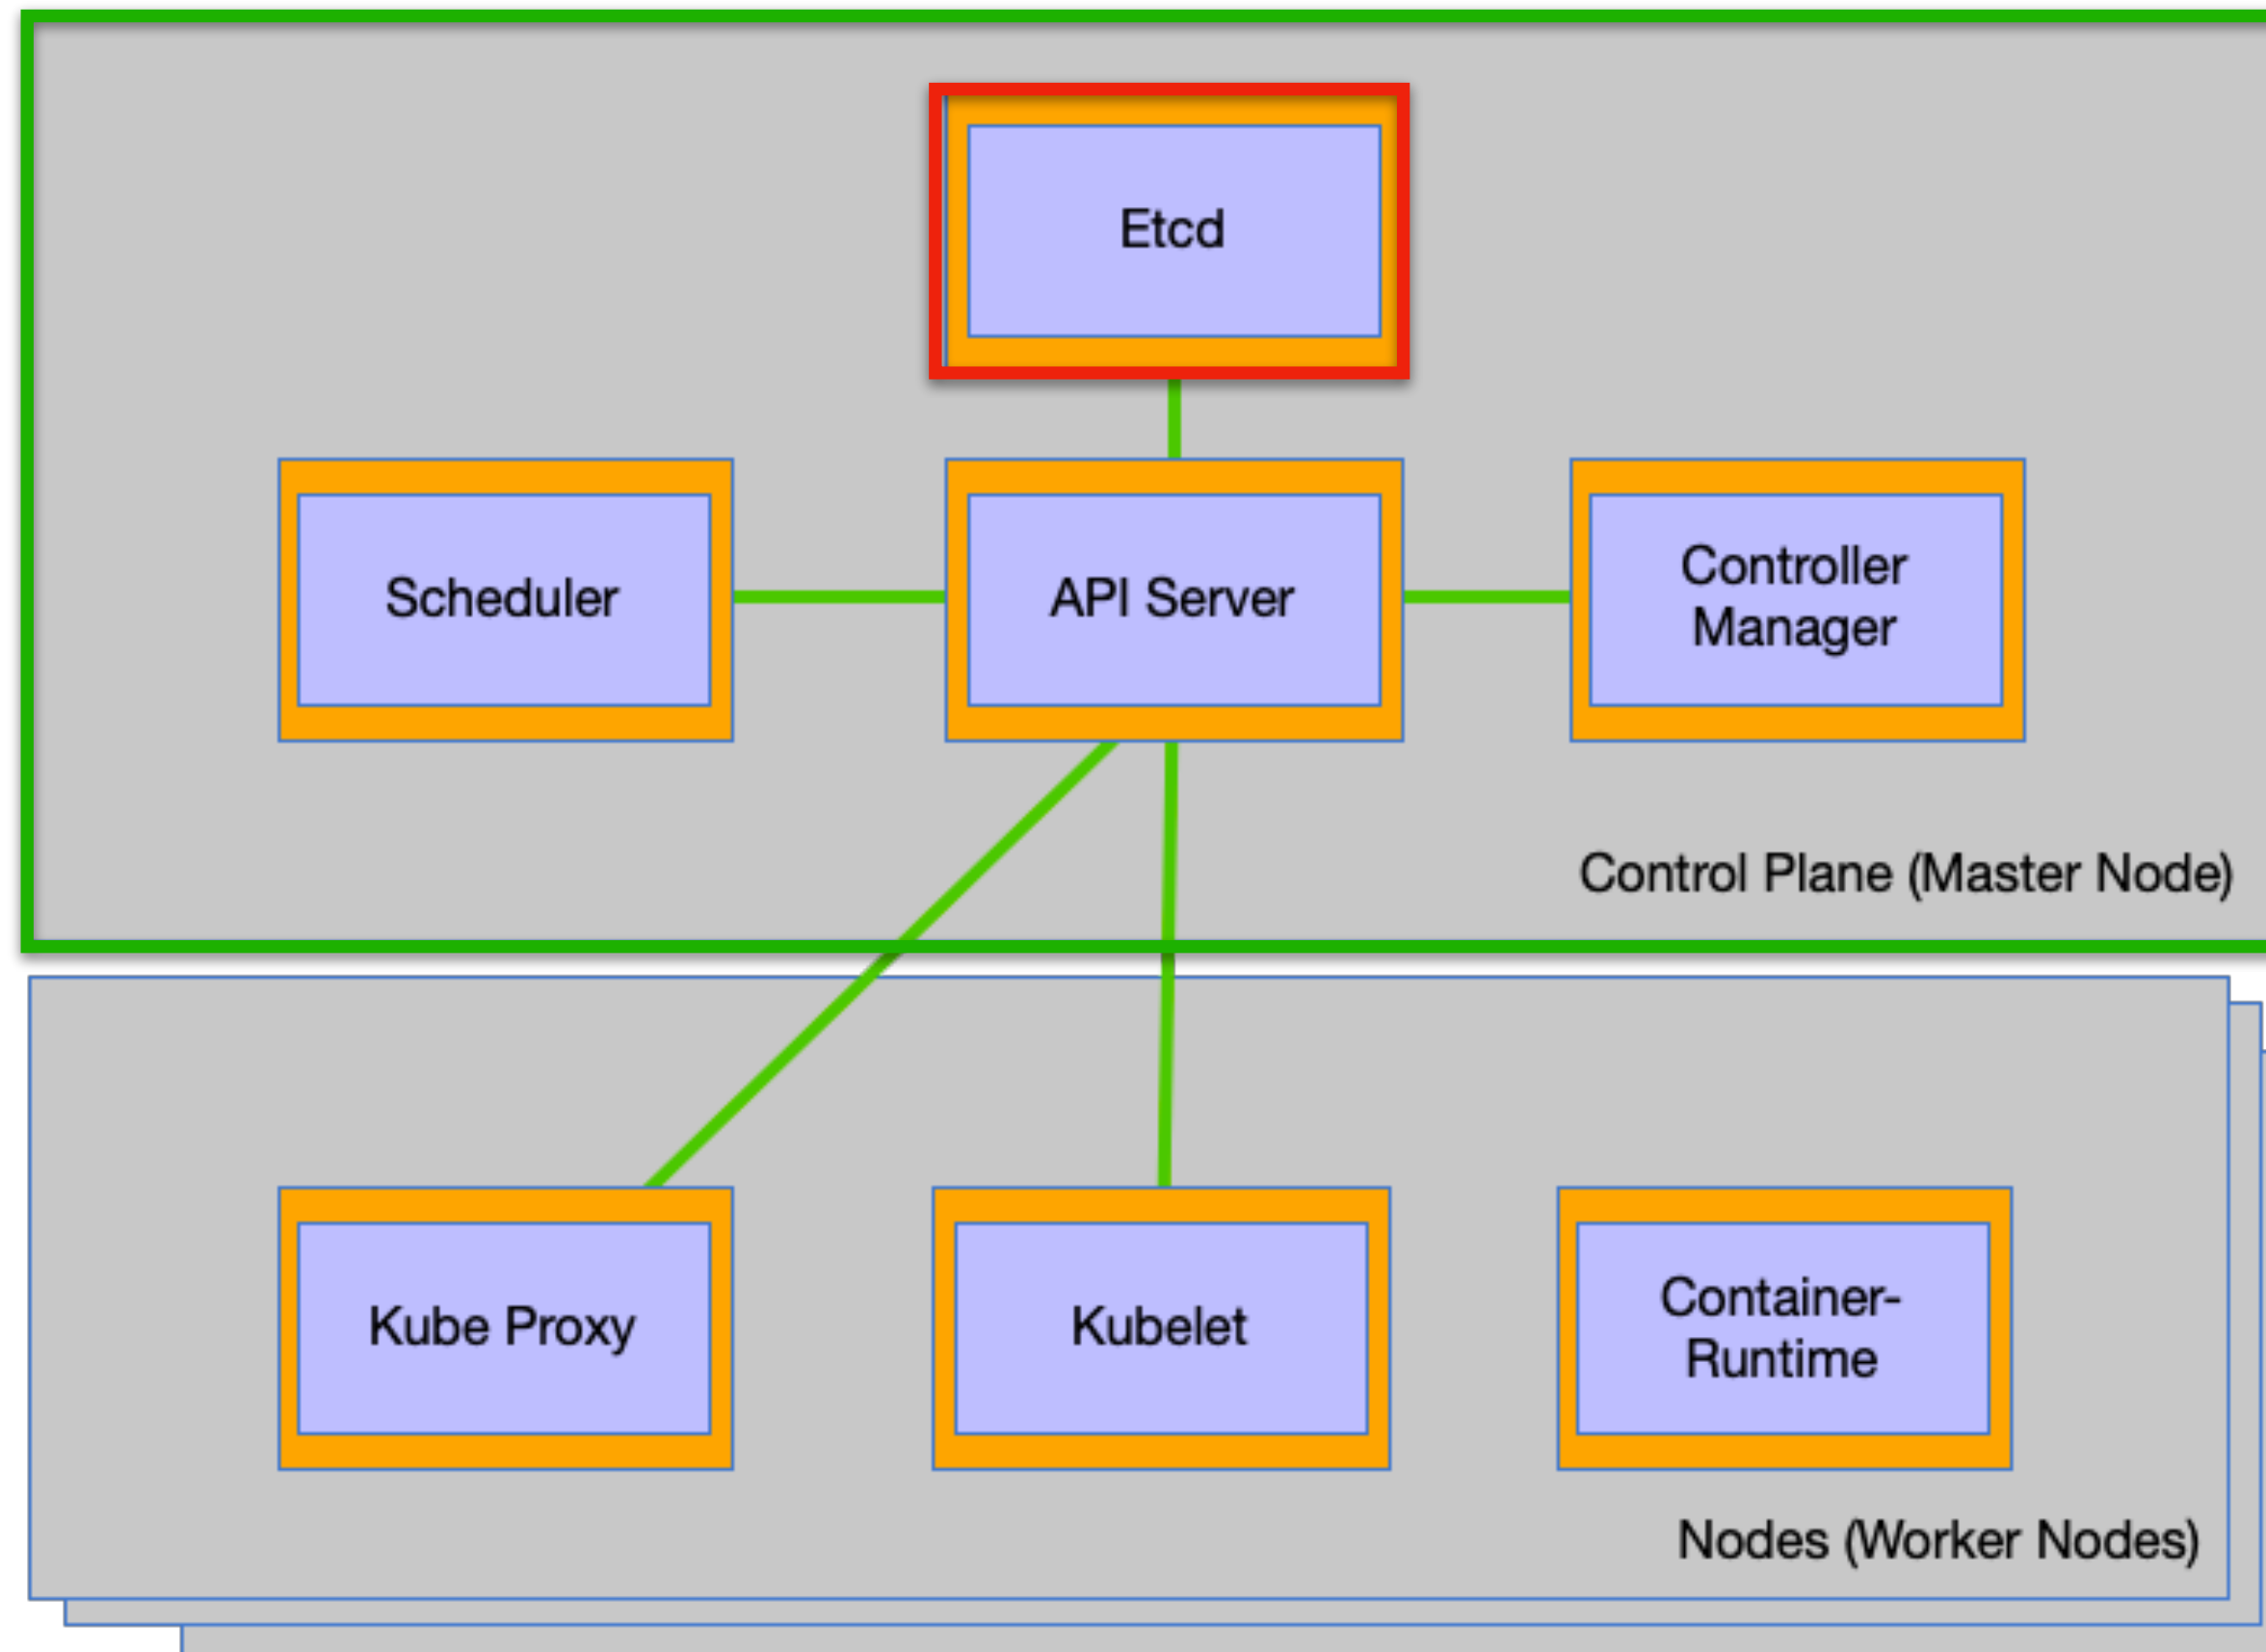 Etcd
Scheduler
API Server
Controller
Manager
Control Plane (Master Node)
Kube Proxy
Kubelet
Container-
Runtime
Nodes (Worker Nodes)